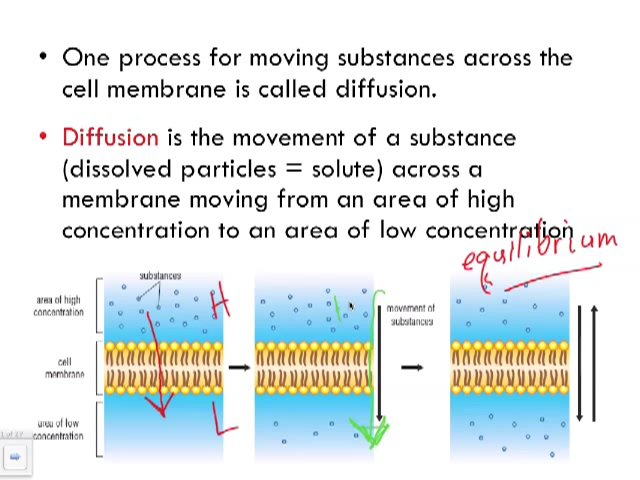 • One process for moving substances across the
cell membrane is called diffusion.
• Diffusion is the movement of a substance
(dissolved particles = solute) across a
membrane moving from an area of high
concentration to an area of low concentration
equilibrium
substances
area of high
concentration
H
movement of
substances
cell
membrane
area of low
concentration
L